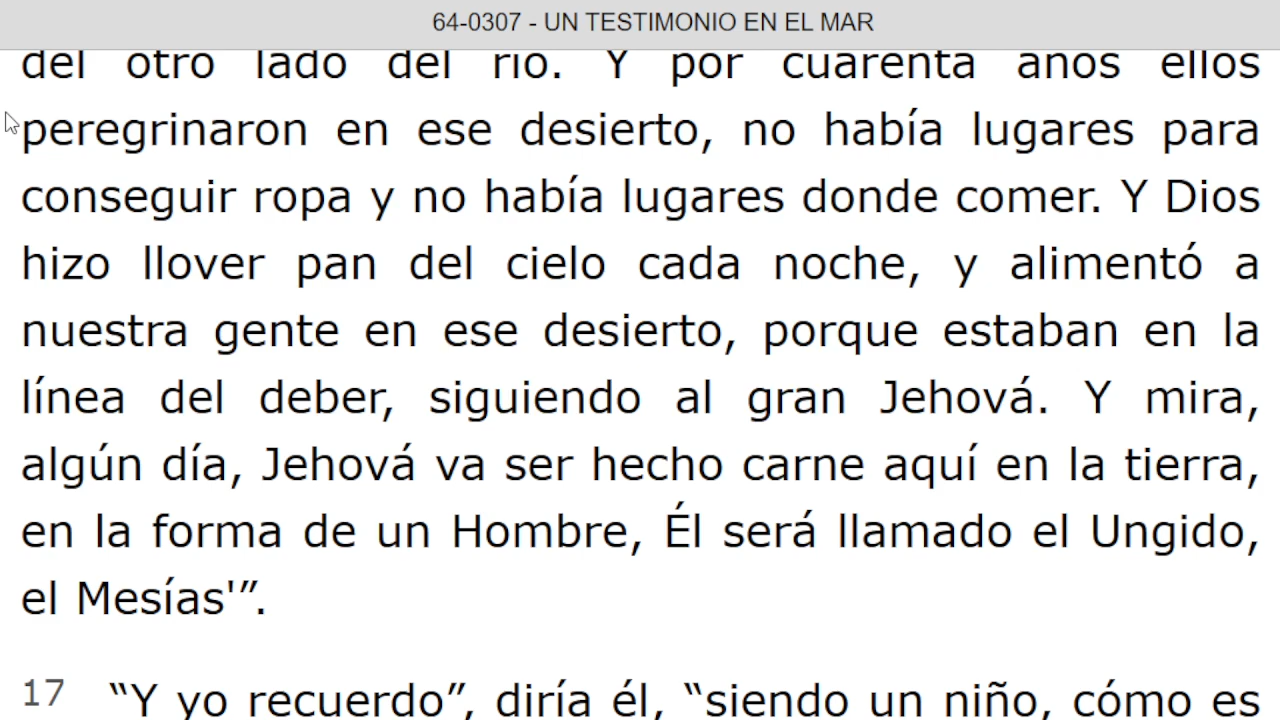 64-0307 - UN TESTIMONIO EN EL MAR
del otro lado del río. Y por cuarenta años ellos
peregrinaron en ese desierto, no había lugares para
conseguir ropa y no había lugares donde comer. Y Dios
hizo llover pan del cielo cada noche, y alimentó a
nuestra gente en ese desierto, porque estaban en la
línea del deber, siguiendo al gran Jehová. Y mira,
algún día, Jehová va ser hecho carne aquí en la tierra,
en la forma de un Hombre, Él será llamado el Ungido,
el Mesías'”.
17 “Y yo recuerdo”, diría él, “siendo un niño, cómo es